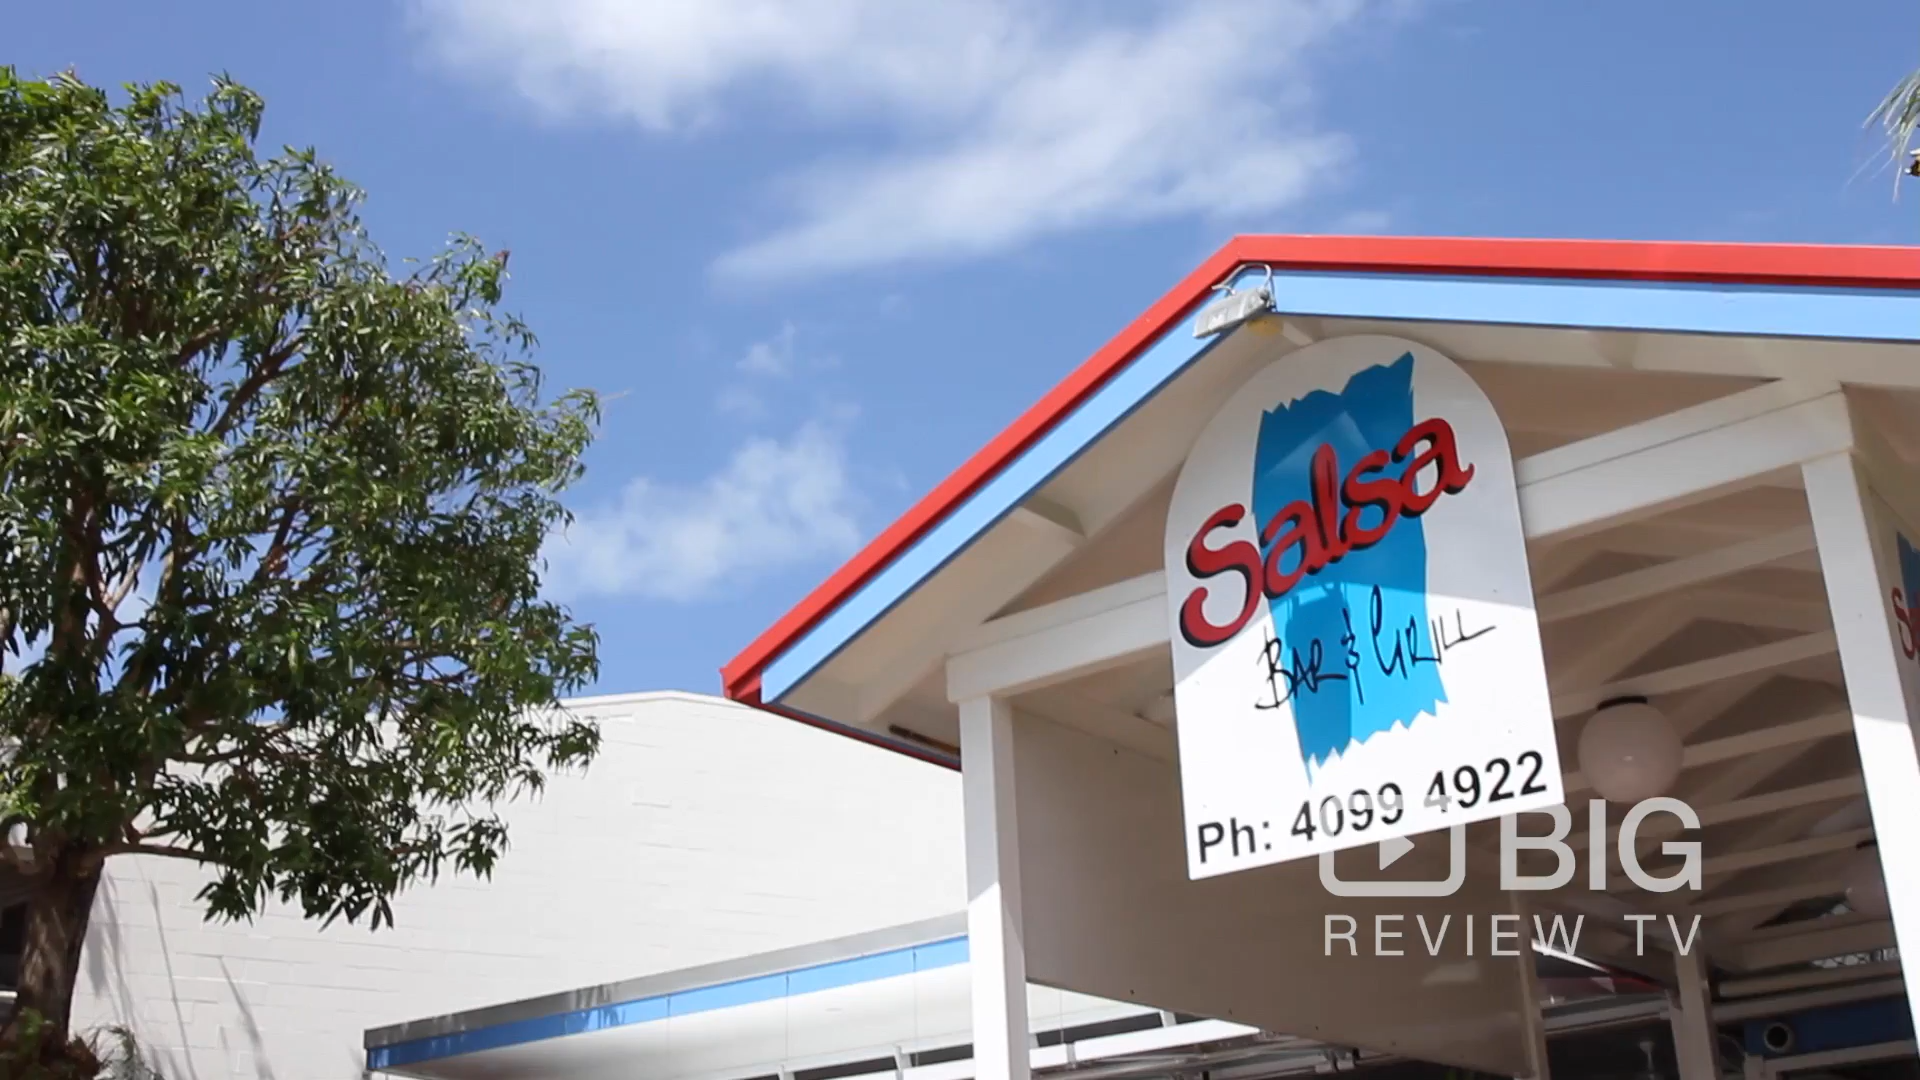 Salsa
BAR & GRILL
Ph: 4099 4922
BIG
REVIEW TV